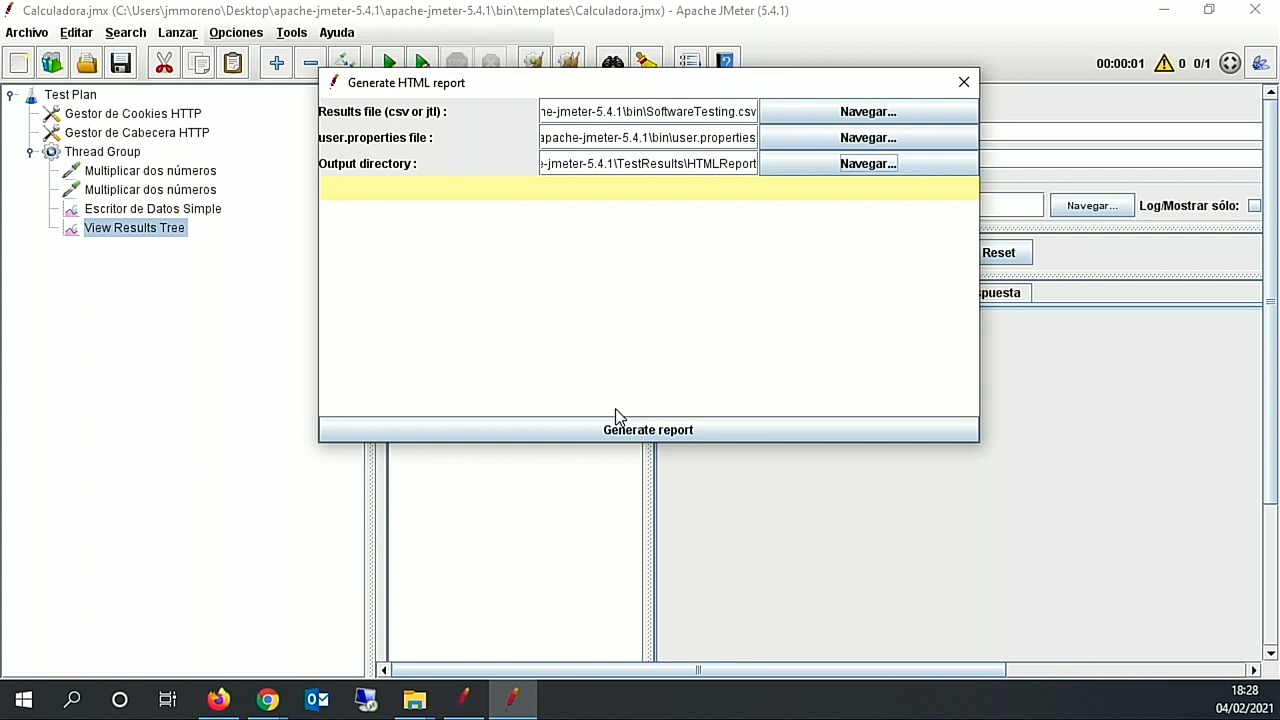 Calculadora.jmx (C:\Users\jmmoreno\Desktop\apache-jmeter-5.4.1\apache-jmeter-5.4.1\bin\templates\Calculadora.jmx) - Apache JMeter (5.4.1)
Archivo Editar Search Lanzar Opciones Tools Ayuda
00:00:01 0 0/1
Generate HTML report
Results file (csv or jtl) : he-jmeter-5.4.1\bin\SoftwareTesting.csv Navegar...
user.properties file : apache-jmeter-5.4.1\bin\user.properties Navegar...
Output directory : e-jmeter-5.4.1\TestResults\HTMLReport Navegar...
Generate report
Test Plan
Gestor de Cookies HTTP
Gestor de Cabecera HTTP
Thread Group
Multiplicar dos números
Multiplicar dos números
Escritor de Datos Simple
View Results Tree
Navegar... Log/Mostrar sólo:
Reset
spuesta
18:28
04/02/2021